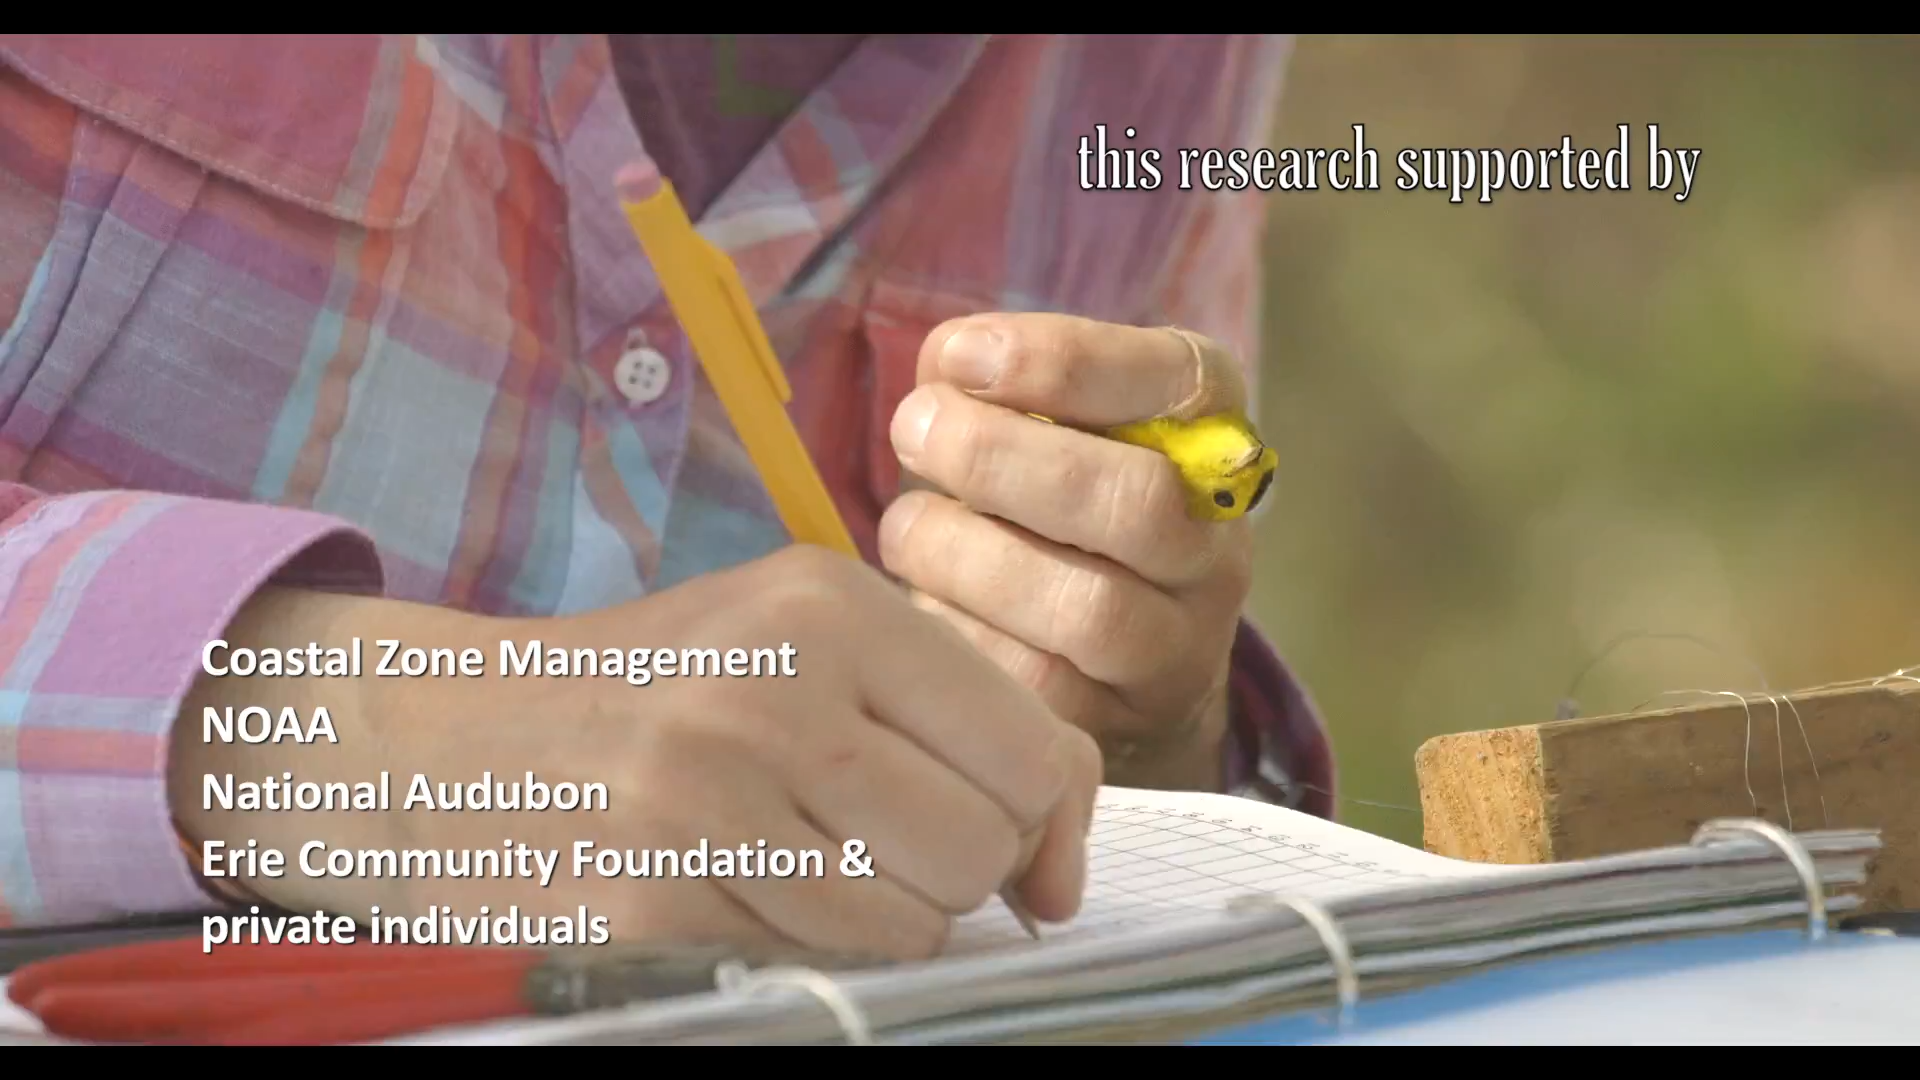 this research supported by
Coastal Zone Management
NOAA
National Audubon
Erie Community Foundation &
private individuals